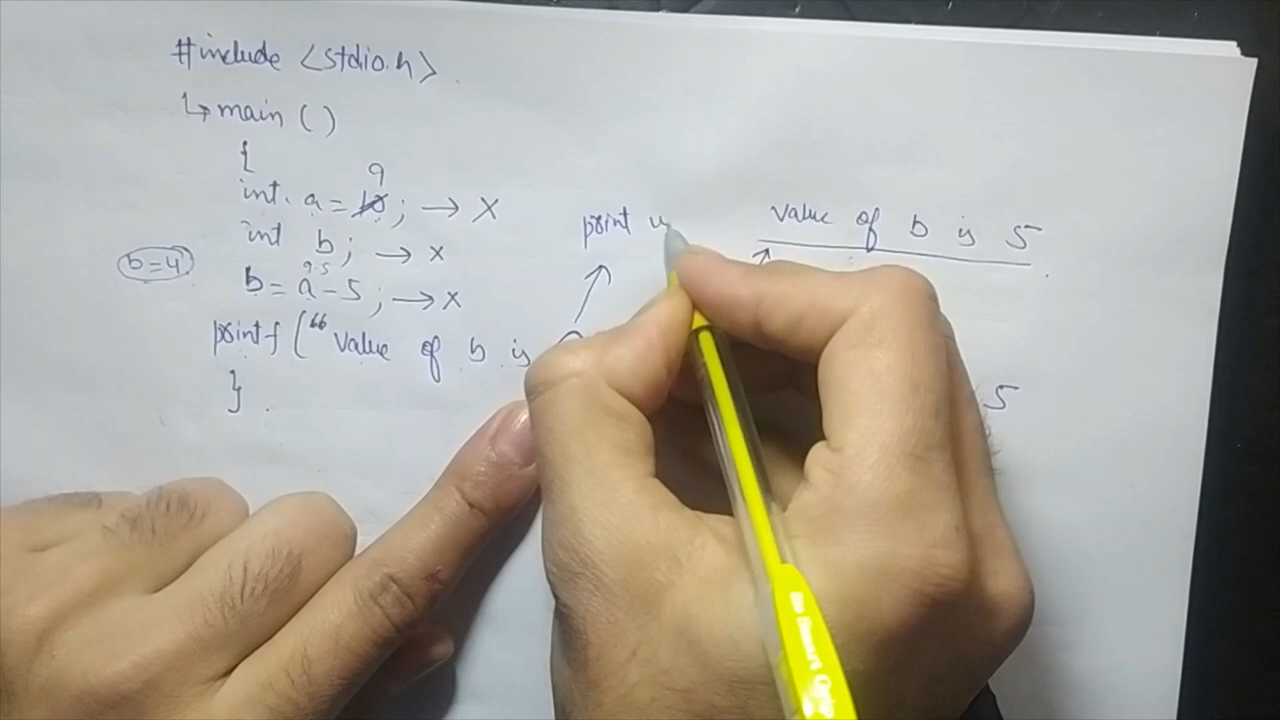 #include <stdio.h>
↳ main ( )
{
9
int. a = 10 ; → X
int b ; → x
b=4
9 5
b = a - 5 ; → x
printf ( “ Value of b is
} .
print
value of b is 5
5